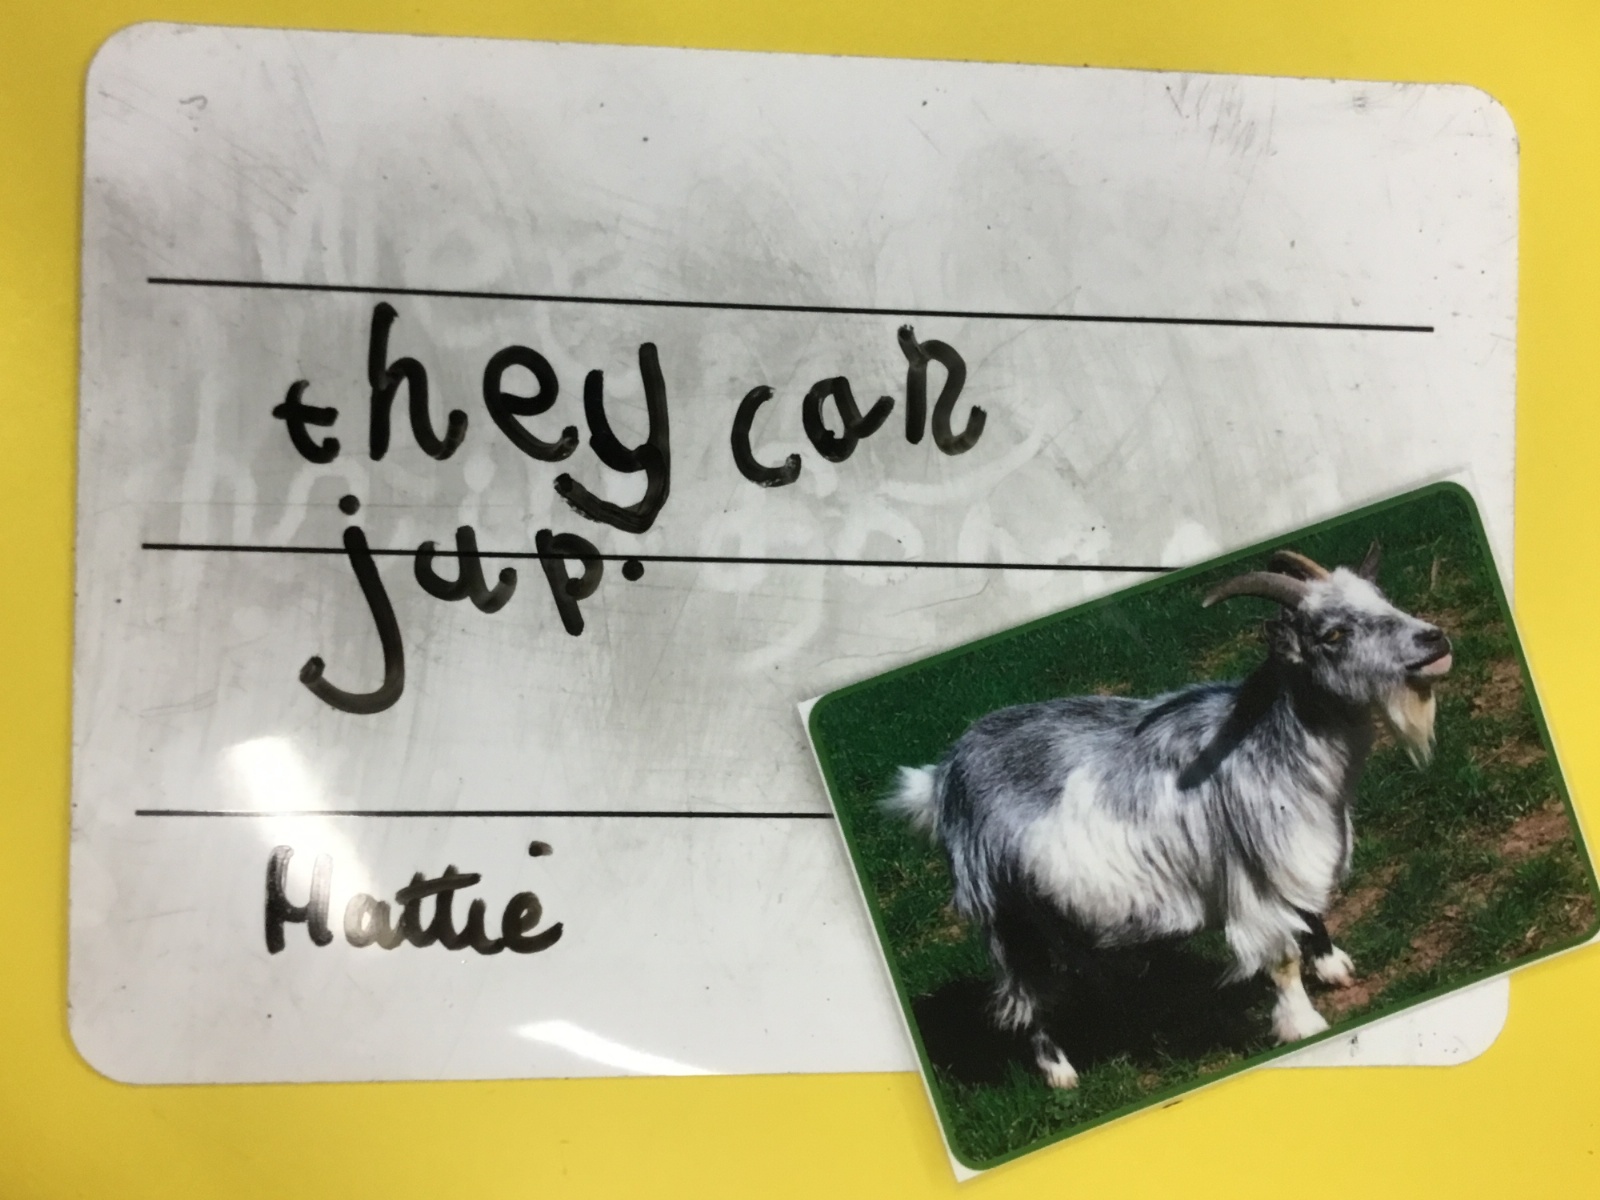 they can
jup.
Hattie